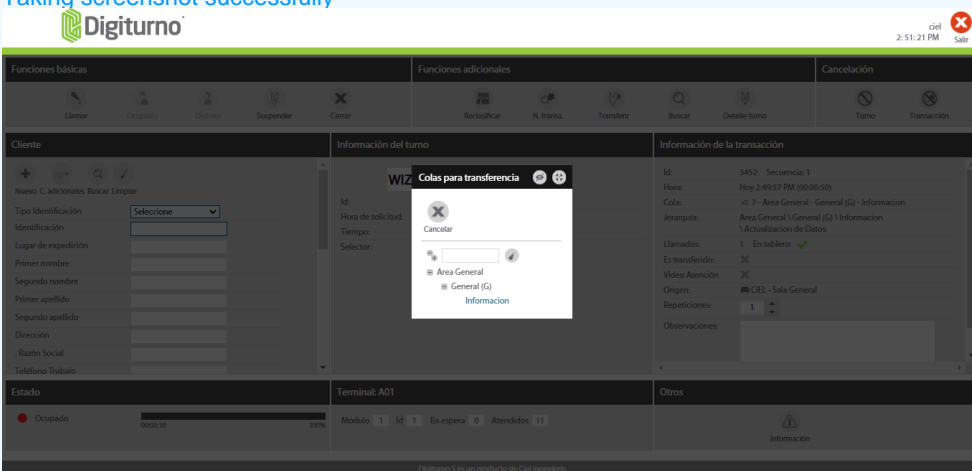 Taking screenshot successfully
Digiturno
ciel
2: 51: 21 PM
Salir
Funciones básicas
Funciones adicionales
Cancelación
Llamar
Ocupado
Distraer
Suspender
Cerrar
Reclasificar
N. transa.
Transferir
Buscar
Detalle turno
Turno
Transacción
Cliente
Nuevo C. adicionales Buscar Limpiar
Tipo Identificación
Seleccione
Identificación
Lugar de expedición
Primer nombre
Segundo nombre
Primer apellido
Segundo apellido
Dirección
. Razón Social
Teléfono Trabajo
Información del turno
WIZ
Id:
Hora de solicitud:
Tiempo:
Selector:
Colas para transferencia
Cancelar
Area General
General (G)
Informacion
Información de la transacción
Id: 3452 Secuencia: 1
Hora: Hoy 2:49:57 PM (00:00:50)
Cola: 7 - Area General - General (G) - Informacion
Jerarquía: Area General \ General (G) \ Informacion
\ Actualizacion de Datos
Llamados: 1 En tablero:
Es transferido:
Video Atención
Origen: CIEL - Sala General
Repeticiones: 1
Observaciones:
Estado
Ocupado
00:00:38
100%
Terminal: A01
Módulo 1 Id 1 En espera 0 Atendidos 11
Otros
Información
Digiturno 5 es un producto de Ciel Ingeniería